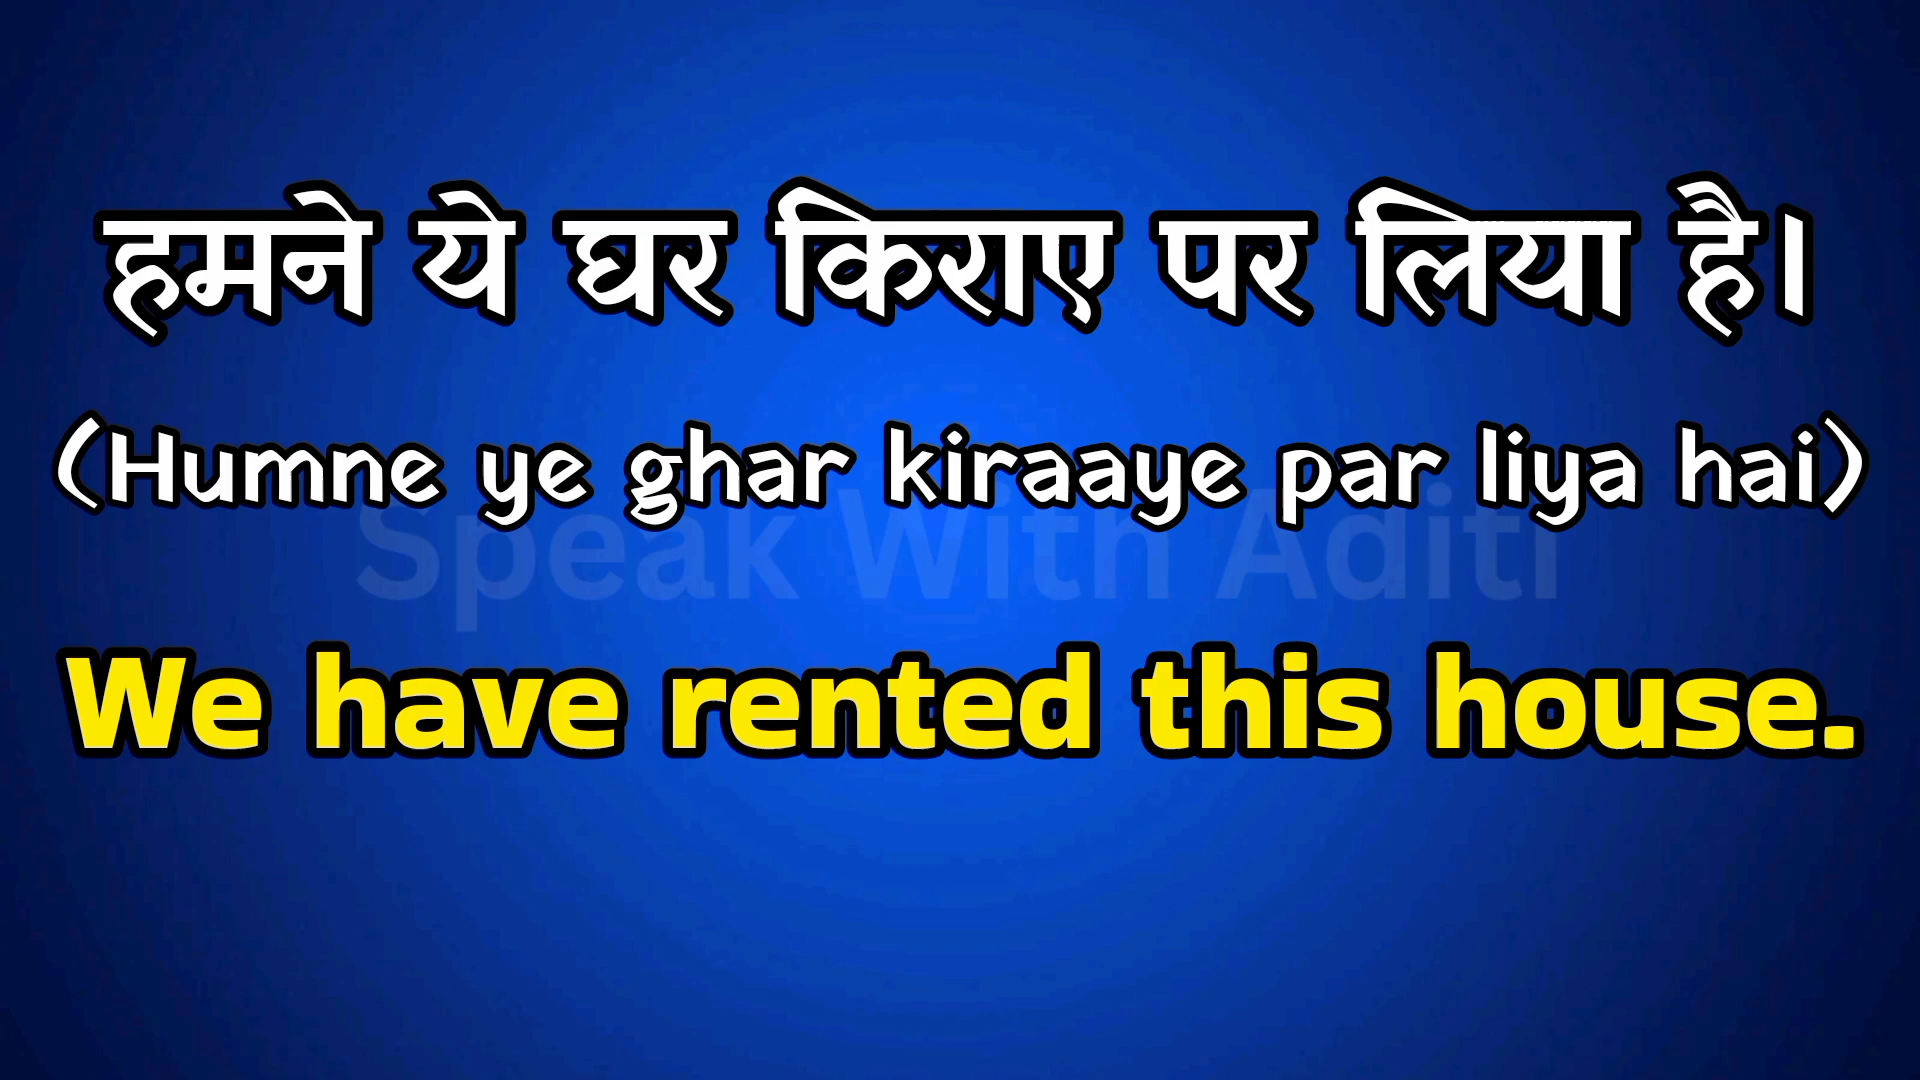 हमने ये घर किराए पर लिया है।
(Humne ye ghar kiraaye par liya hai)
Speak With Aditi
We have rented this house.